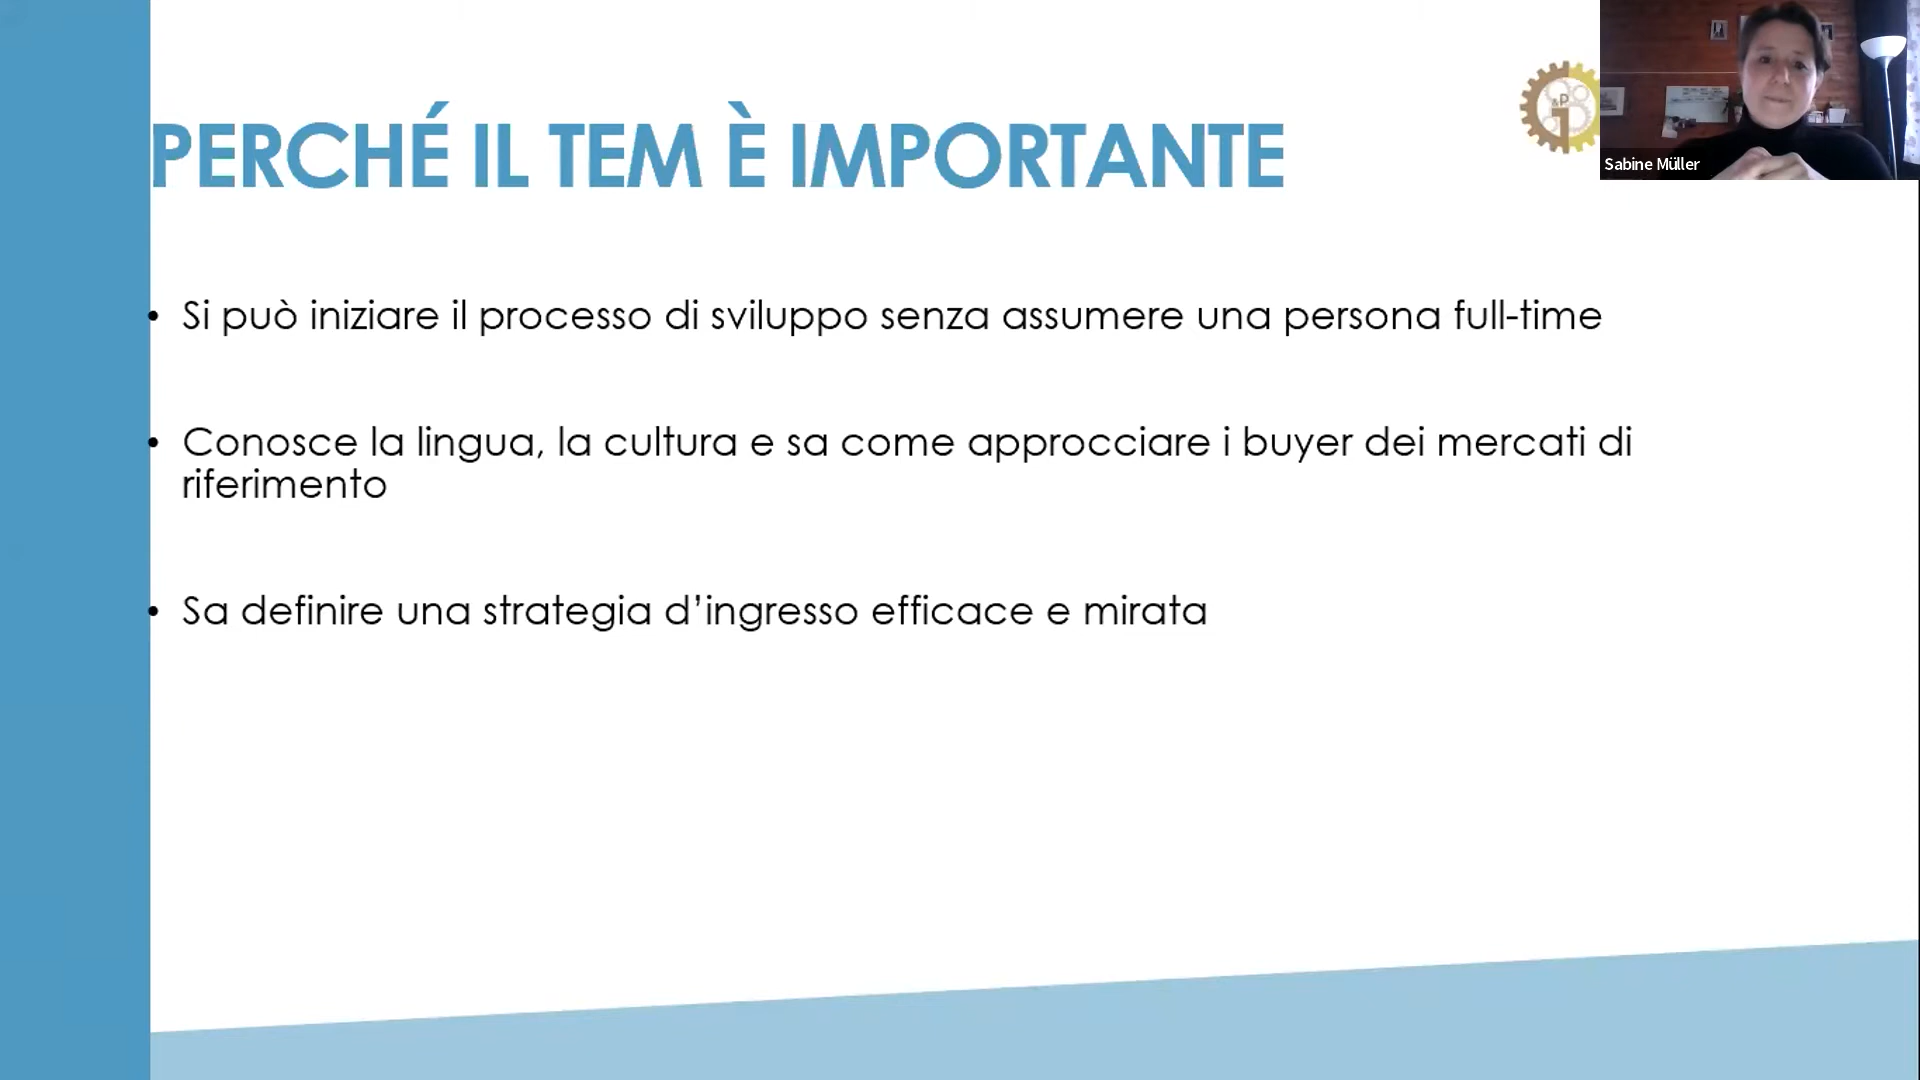 PERCHÉ IL TEM È IMPORTANTE
Sabine Müller
• Si può iniziare il processo di sviluppo senza assumere una persona full-time
• Conosce la lingua, la cultura e sa come approcciare i buyer dei mercati di
riferimento
• Sa definire una strategia d’ingresso efficace e mirata